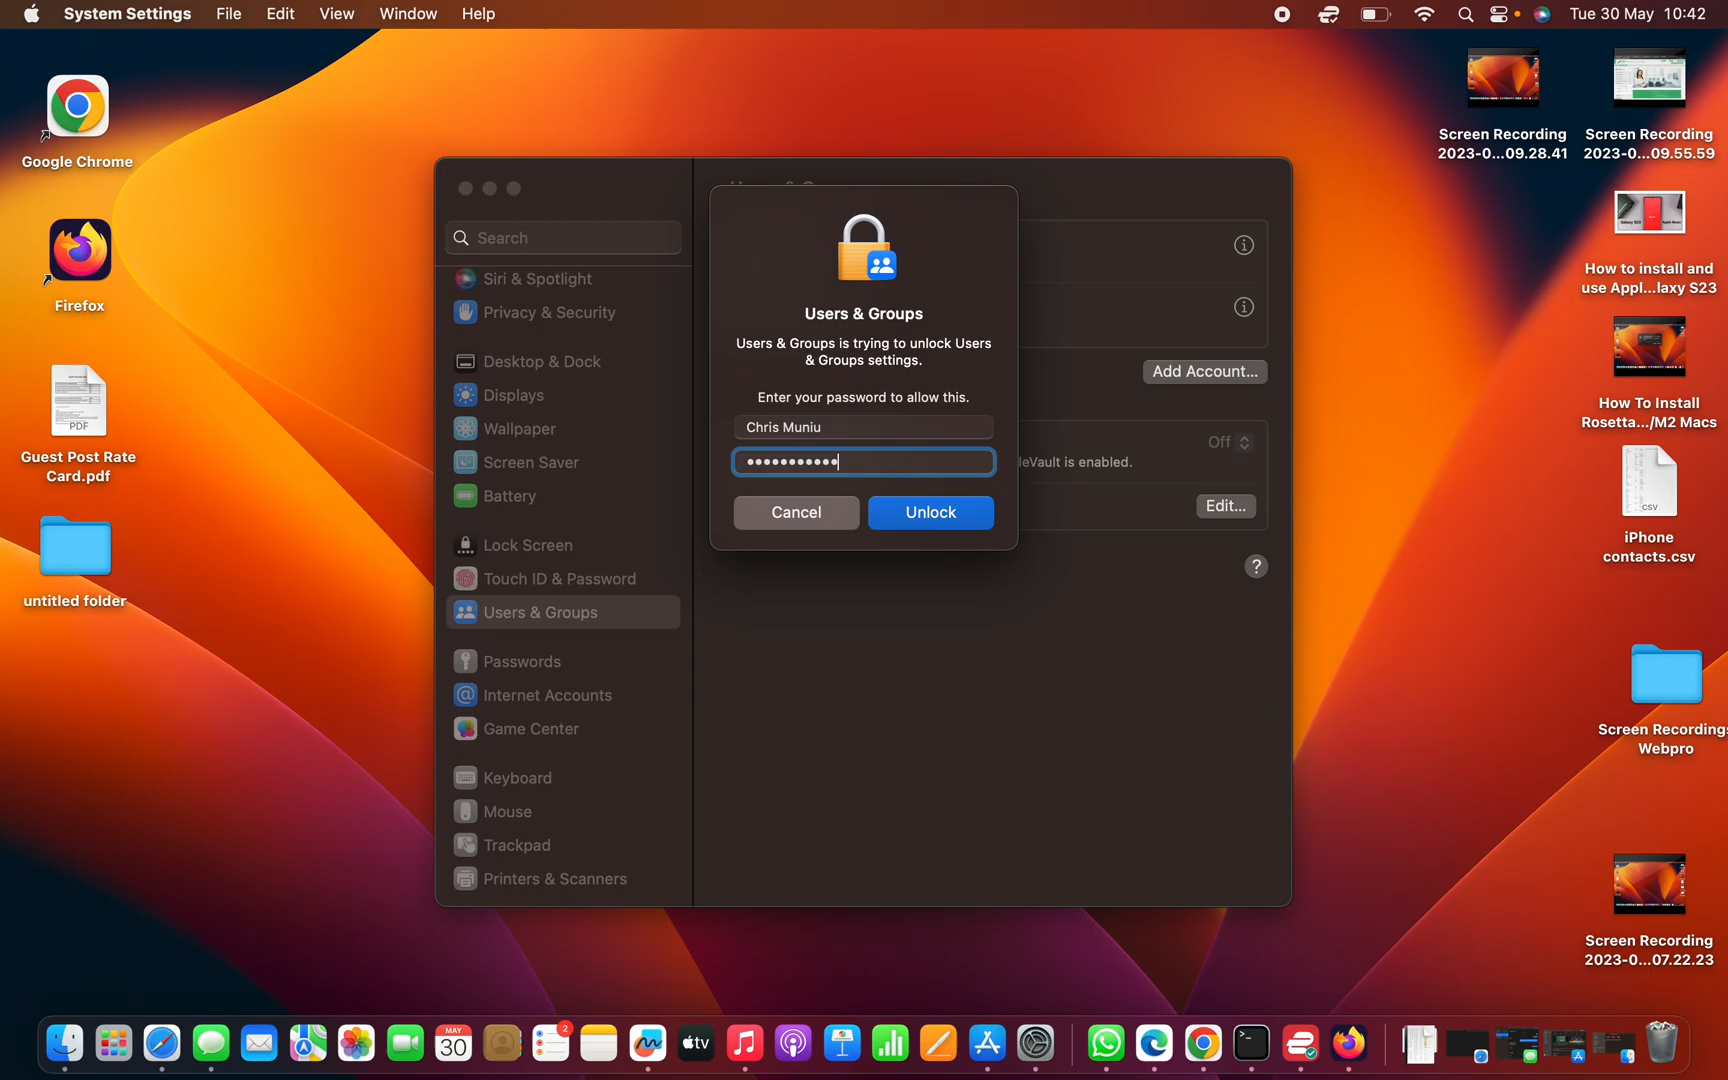 System Settings File Edit View Window Help
Tue 30 May 10:42
Google Chrome
Firefox
PDF
Guest Post Rate
Card.pdf
untitled folder
Search
Siri & Spotlight
Privacy & Security
Desktop & Dock
Displays
Wallpaper
Screen Saver
Battery
Lock Screen
Touch ID & Password
Users & Groups
Passwords
Internet Accounts
Game Center
Keyboard
Mouse
Trackpad
Printers & Scanners
Users & Groups
Users & Groups is trying to unlock Users
& Groups settings.
Enter your password to allow this.
Chris Muniu
•••••••••••
Cancel Unlock
Add Account...
Off
leVault is enabled.
Edit...
?
Screen Recording
2023-0...09.28.41
Screen Recording
2023-0...09.55.59
How to install and
use Appl...laxy S23
How To Install
Rosetta.../M2 Macs
CSV
iPhone
contacts.csv
Screen Recordings
Webpro
Screen Recording
2023-0...07.22.23
MAY
30
2
tv